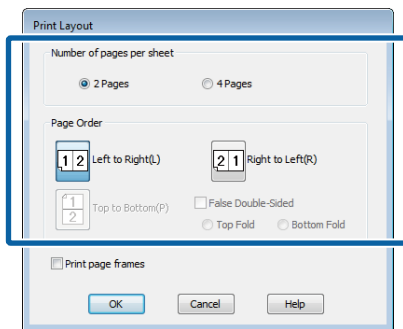 Print Layout
Number of pages per sheet
2 Pages 4 Pages
Page Order
1 2 Left to Right(L) 2 1 Right to Left(R)
1
2 Top to Bottom(P)
False Double-Sided
Top Fold Bottom Fold
Print page frames
OK Cancel Help